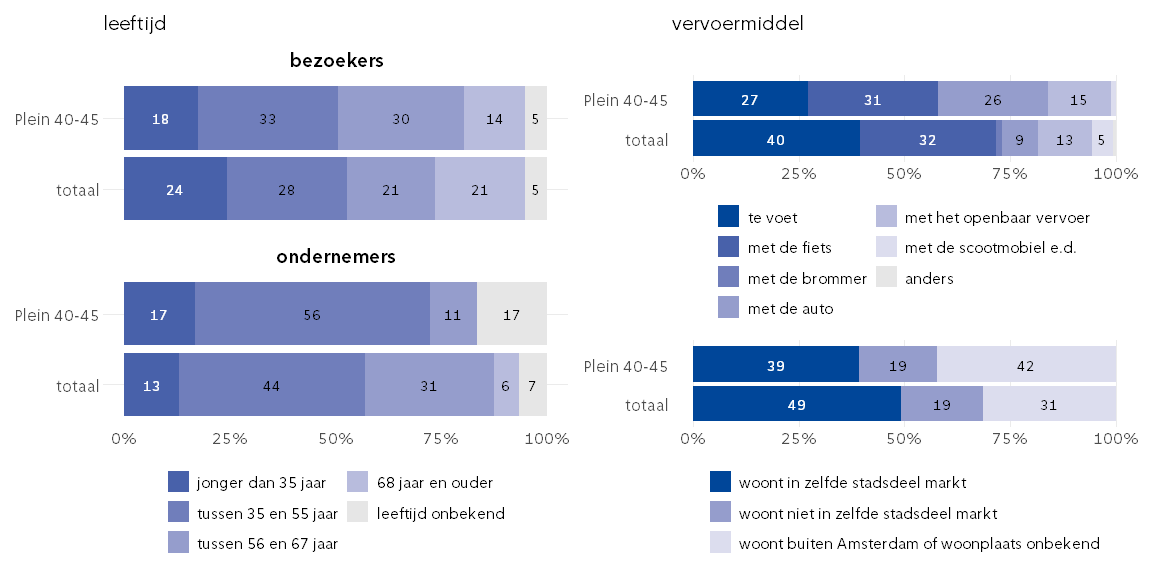 leeftijd
bezoekers
Plein 40-45
18 33 30 14 5
totaal
24 28 21 21 5
ondernemers
Plein 40-45
17 56 11 17
totaal
13 44 31 6 7
0% 25% 50% 75% 100%
jonger dan 35 jaar
tussen 35 en 55 jaar
tussen 56 en 67 jaar
68 jaar en ouder
leeftijd onbekend
vervoermiddel
Plein 40-45
27 31 26 15
totaal
40 32 9 13 5
0% 25% 50% 75% 100%
te voet
met de fiets
met de brommer
met de auto
met het openbaar vervoer
met de scootmobiel e.d.
anders
Plein 40-45
39 19 42
totaal
49 19 31
0% 25% 50% 75% 100%
woont in zelfde stadsdeel markt
woont niet in zelfde stadsdeel markt
woont buiten Amsterdam of woonplaats onbekend